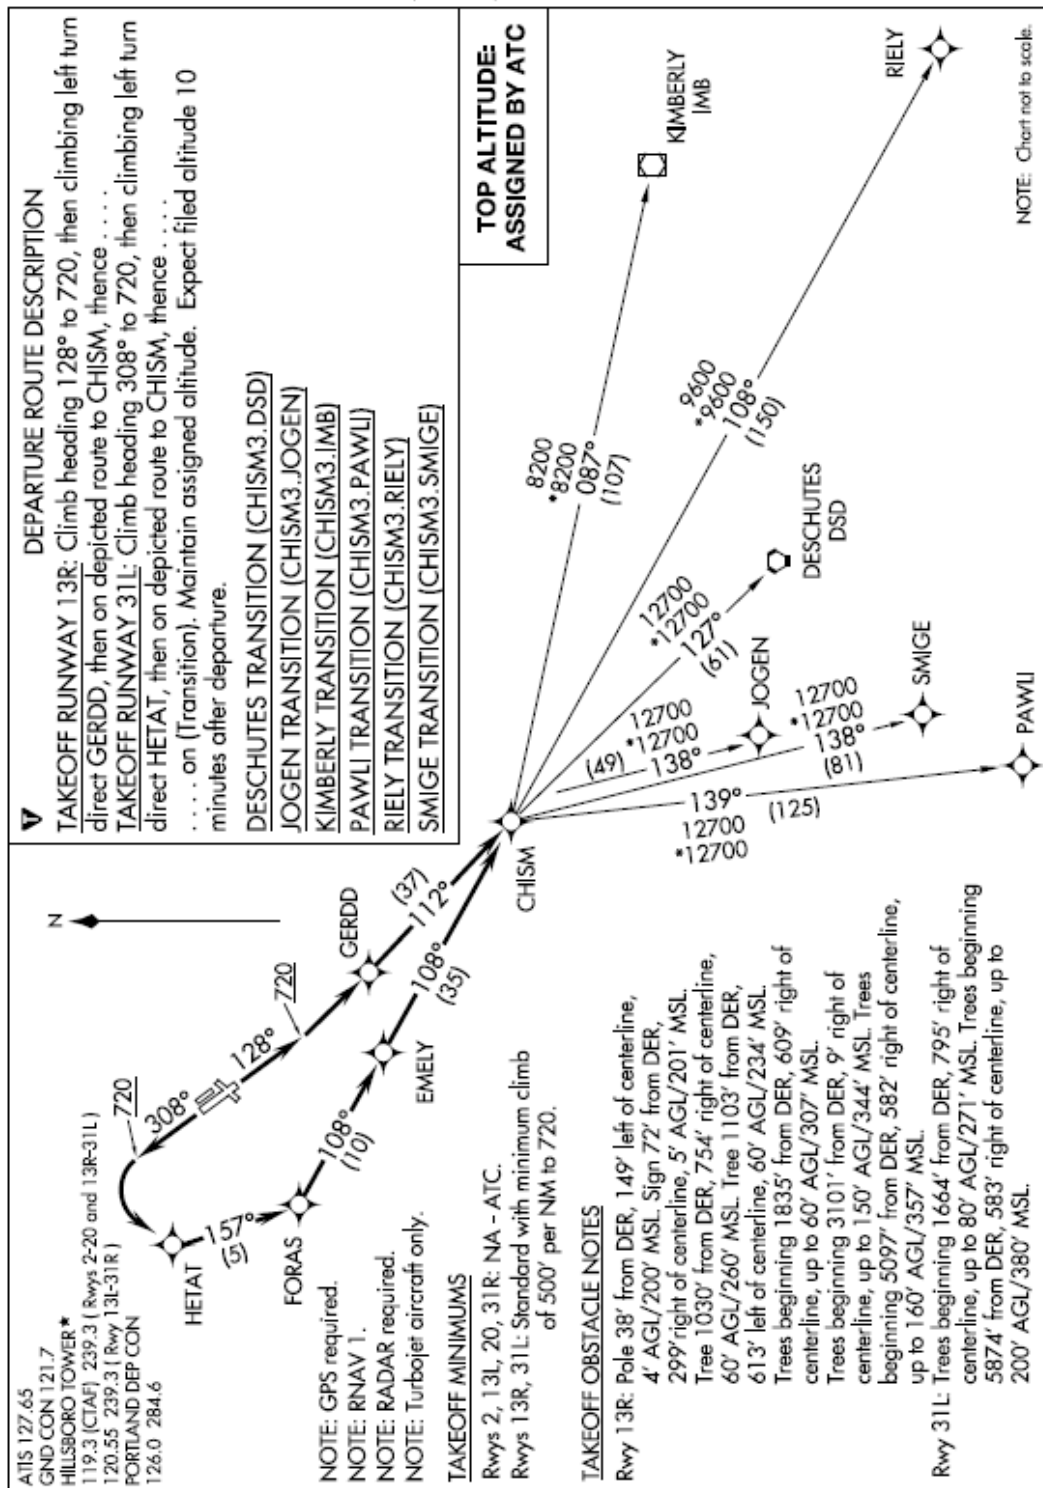 ATIS 127.65
GND CON 121.7
HILLSBORO TOWER★
119.3 (CTAF) 239.3 ( Rwys 2-20 and 13R-31L )
120.55 239.3 ( Rwy 13L-31R )
PORTLAND DEP CON
126.0 284.6
DEPARTURE ROUTE DESCRIPTION
TAKEOFF RUNWAY 13R: Climb heading 128° to 720, then climbing left turn
direct GERDD, then on depicted route to CHISM, thence . . . .
TAKEOFF RUNWAY 31L: Climb heading 308° to 720, then climbing left turn
direct HETAT, then on depicted route to CHISM, thence . . . .
. . . . on (Transition). Maintain assigned altitude. Expect filed altitude 10
minutes after departure.
DESCHUTES TRANSITION (CHISM3.DSD)
JOGEN TRANSITION (CHISM3.JOGEN)
KIMBERLY TRANSITION (CHISM3.IMB)
PAWLI TRANSITION (CHISM3.PAWLI)
RIELY TRANSITION (CHISM3.RIELY)
SMIGE TRANSITION (CHISM3.SMIGE)
TOP ALTITUDE:
ASSIGNED BY ATC
N
720
308°
128°
720
HETAT
157°
(5)
FORAS
108°
(10)
EMELY
108°
(35)
GERDD
(37)
112°
CHISM
8200
*8200
087°
(107)
KIMBERLY
IMB
9600
*9600
108°
(150)
RIELY
12700
*12700
127°
(61)
DESCHUTES
DSD
12700
*12700
138°
(49)
JOGEN
12700
*12700
138°
(81)
SMIGE
139°
(125)
12700
*12700
PAWLI
NOTE: GPS required.
NOTE: RNAV 1.
NOTE: RADAR required.
NOTE: Turbojet aircraft only.
TAKEOFF MINIMUMS
Rwys 2, 13L, 20, 31R: NA - ATC.
Rwys 13R, 31L: Standard with minimum climb
of 500' per NM to 720.
TAKEOFF OBSTACLE NOTES
Rwy 13R: Pole 38' from DER, 149' left of centerline,
4' AGL/200' MSL. Sign 72' from DER,
299'right of centerline, 5' AGL/201' MSL.
Tree 1030' from DER, 754' right of centerline,
60' AGL/260' MSL. Tree 1103' from DER,
613' left of centerline, 60' AGL/234' MSL.
Trees beginning 1835' from DER, 609' right of
centerline, up to 60' AGL/307' MSL.
Trees beginning 3101' from DER, 9' right of
centerline, up to 150' AGL/344' MSL. Trees
beginning 5097' from DER, 582' right of centerline,
up to 160' AGL/357' MSL.
Rwy 31L: Trees beginning 1664' from DER, 795' right of
centerline, up to 80' AGL/271' MSL. Trees beginning
5874' from DER, 583' right of centerline, up to
200' AGL/380' MSL.
NOTE: Chart not to scale.